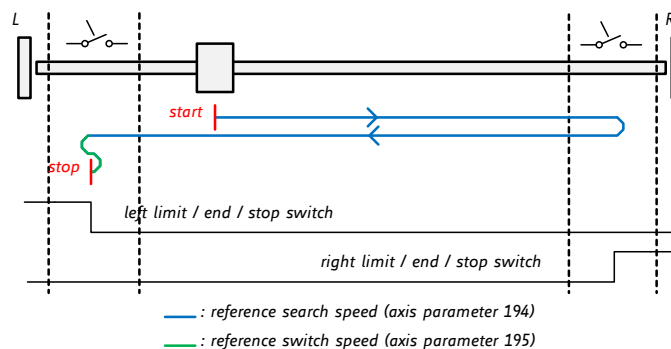 L
R
start
stop
left limit / end / stop switch
right limit / end / stop switch
: reference search speed (axis parameter 194)
: reference switch speed (axis parameter 195)